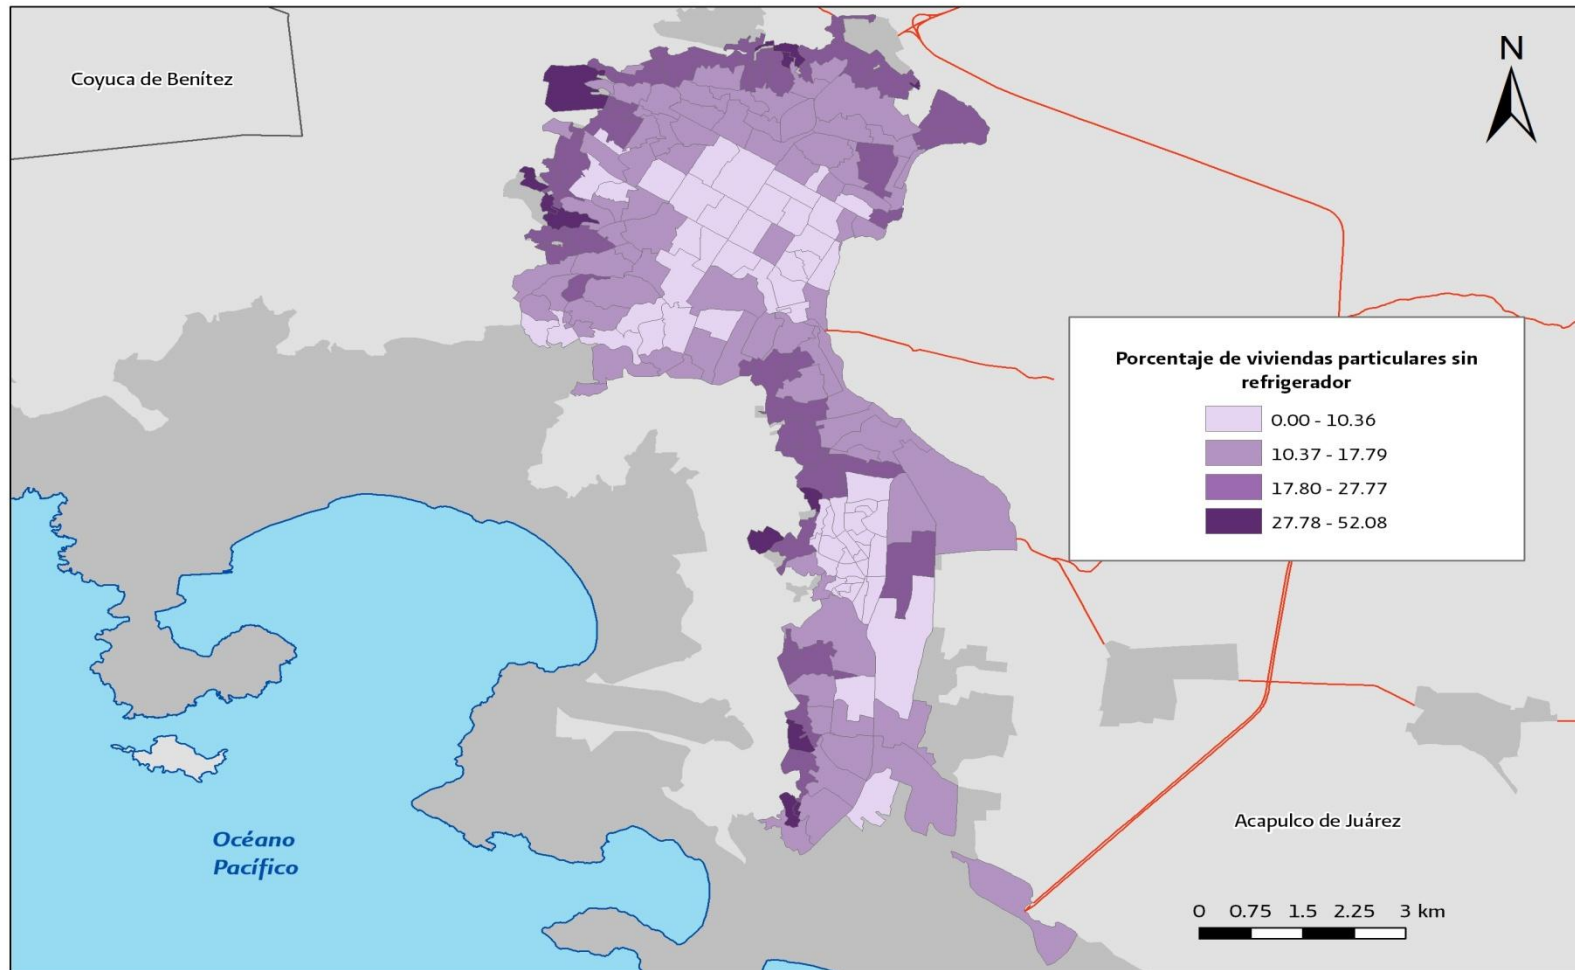 Coyuca de Benítez
N
Porcentaje de viviendas particulares sin
refrigerador
0.00 - 10.36
10.37 - 17.79
17.80 - 27.77
27.78 - 52.08
Acapulco de Juárez
Océano
Pacífico
0 0.75 1.5 2.25 3 km